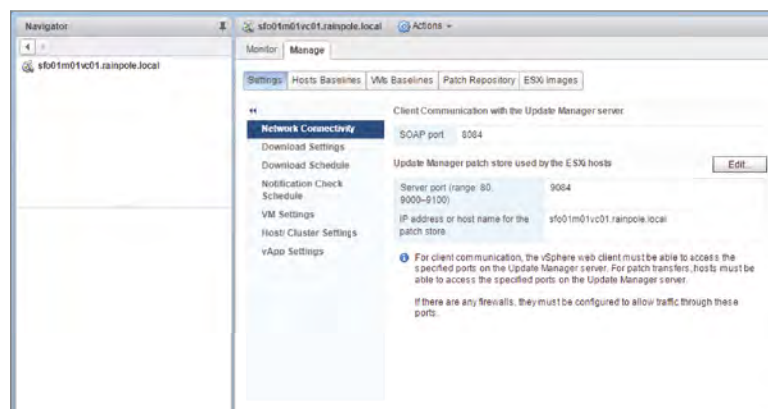 Navigator
sfo01m01vc01.rainpole.local
sfo01m01vc01.rainpole.local Actions
Monitor Manage
Settings Hosts Baselines VMs Baselines Patch Repository ESXi Images
Network Connectivity
Download Settings
Download Schedule
Notification Check
Schedule
VM Settings
Host/Cluster Settings
vApp Settings
Client Communication with the Update Manager server
SOAP port 8084
Update Manager patch store used by the ESXi hosts Edit...
Server port (range: 80, 9084
9000–9100)
IP address or host name for the sfo01m01vc01.rainpole.local
patch store
For client communication, the vSphere web client must be able to access the
specified ports on the Update Manager server. For patch transfers, hosts must be
able to access the specified ports on the Update Manager server.
If there are any firewalls, they must be configured to allow traffic through these
ports.